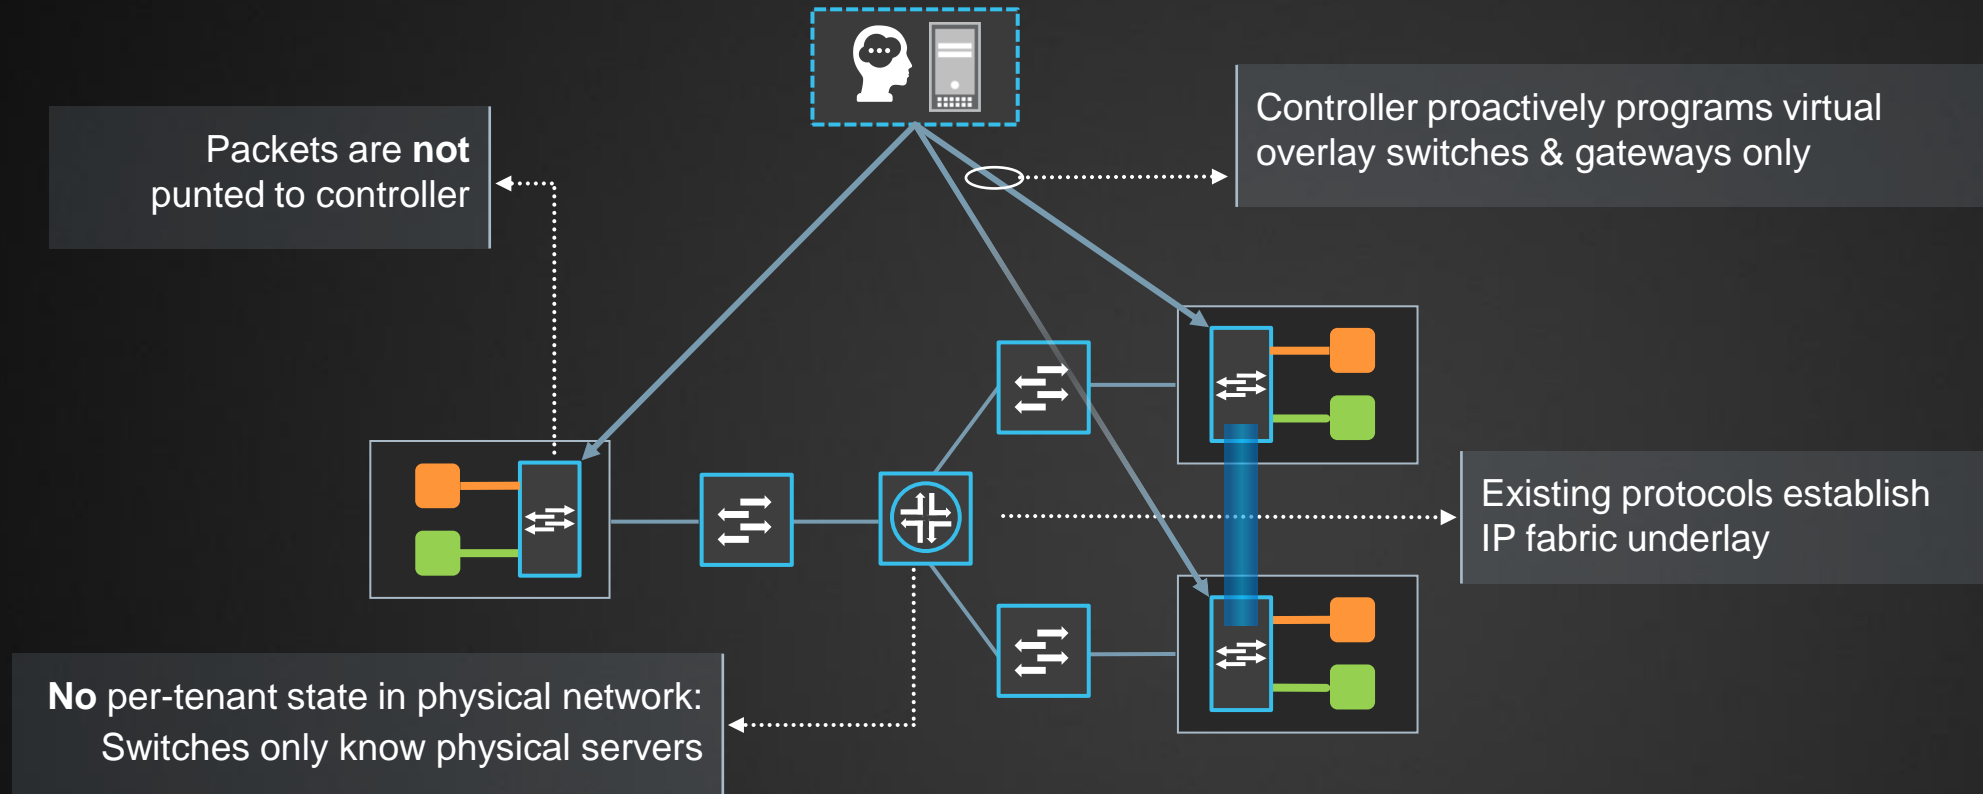 Packets are not
punted to controller
Controller proactively programs virtual
overlay switches & gateways only
Existing protocols establish
IP fabric underlay
No per-tenant state in physical network:
Switches only know physical servers